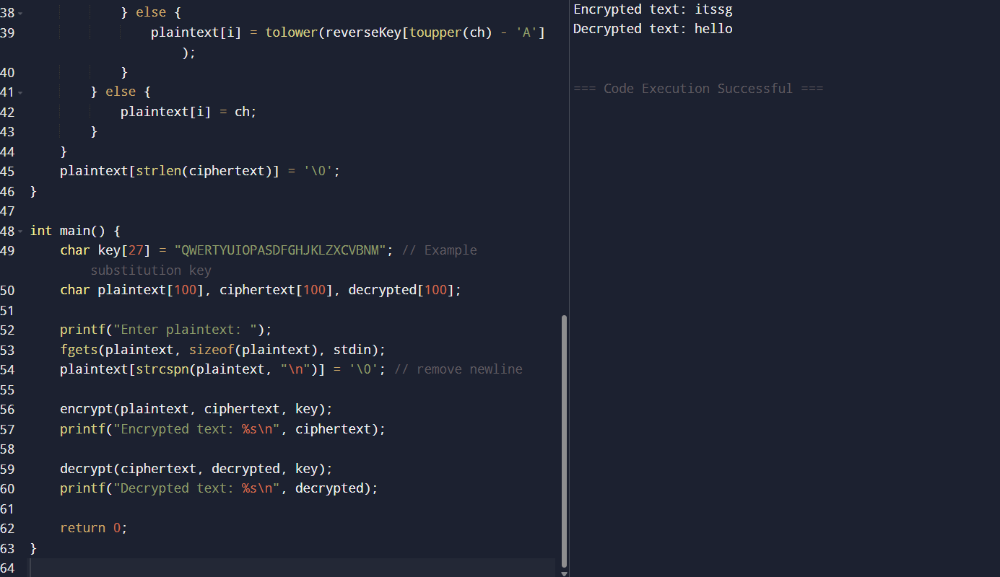 38            } else {
39                plaintext[i] = tolower(reverseKey[toupper(ch) - 'A']
                    );
40            }
41        } else {
42            plaintext[i] = ch;
43        }
44    }
45    plaintext[strlen(ciphertext)] = '\0';
46 }
47
48 int main() {
49    char key[27] = "QWERTYUIOPASDFGHJKLZXCVBNM"; // Example
        substitution key
50    char plaintext[100], ciphertext[100], decrypted[100];
51
52    printf("Enter plaintext: ");
53    fgets(plaintext, sizeof(plaintext), stdin);
54    plaintext[strcspn(plaintext, "\n")] = '\0'; // remove newline
55
56    encrypt(plaintext, ciphertext, key);
57    printf("Encrypted text: %s\n", ciphertext);
58
59    decrypt(ciphertext, decrypted, key);
60    printf("Decrypted text: %s\n", decrypted);
61
62    return 0;
63 }
64
Encrypted text: itssg
Decrypted text: hello
=== Code Execution Successful ===